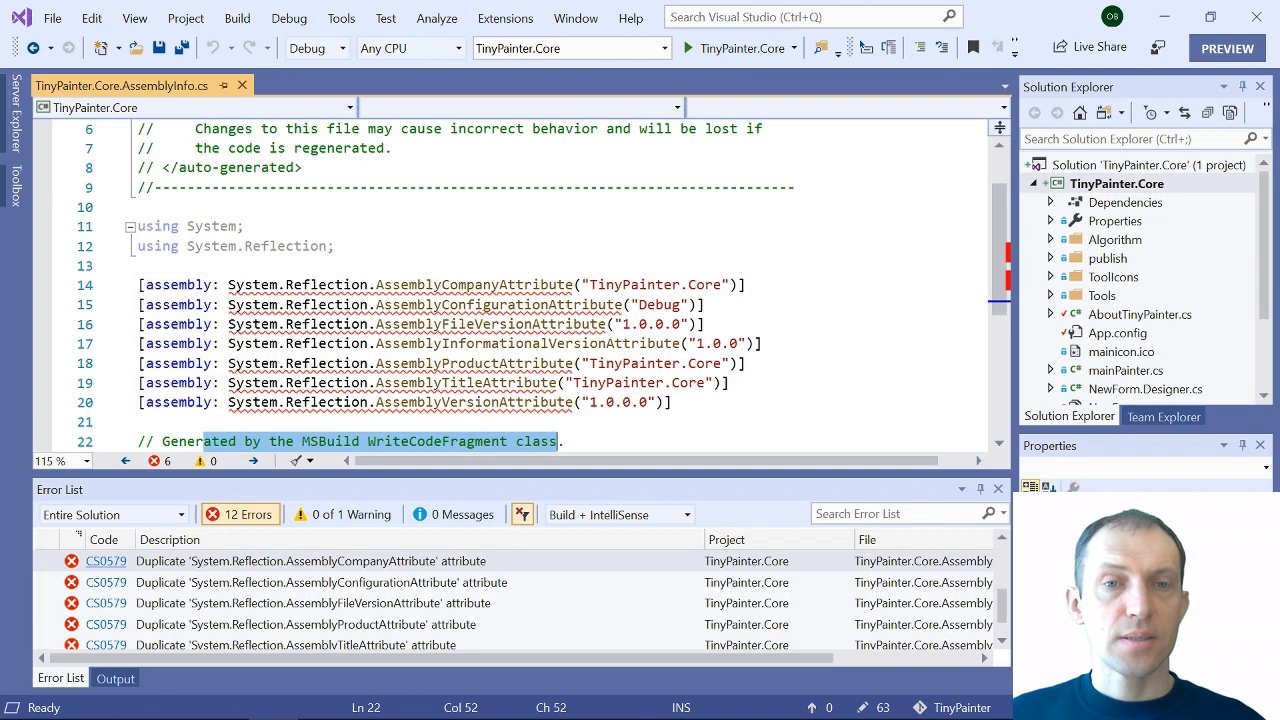 File Edit View Project Build Debug Tools Test Analyze Extensions Window Help Search Visual Studio (Ctrl+Q) OB
Debug Any CPU TinyPainter.Core TinyPainter.Core Live Share PREVIEW
Server Explorer
Toolbox
TinyPainter.Core.AssemblyInfo.cs
TinyPainter.Core
6 // Changes to this file may cause incorrect behavior and will be lost if
7 // the code is regenerated.
8 // </auto-generated>
9 //------------------------------------------------------------------------------
10
11 using System;
12 using System.Reflection;
13
14 [assembly: System.Reflection.AssemblyCompanyAttribute("TinyPainter.Core")]
15 [assembly: System.Reflection.AssemblyConfigurationAttribute("Debug")]
16 [assembly: System.Reflection.AssemblyFileVersionAttribute("1.0.0.0")]
17 [assembly: System.Reflection.AssemblyInformationalVersionAttribute("1.0.0")]
18 [assembly: System.Reflection.AssemblyProductAttribute("TinyPainter.Core")]
19 [assembly: System.Reflection.AssemblyTitleAttribute("TinyPainter.Core")]
20 [assembly: System.Reflection.AssemblyVersionAttribute("1.0.0.0")]
21
22 // Generated by the MSBuild WriteCodeFragment class.
115 % 6 0
Error List
Entire Solution 12 Errors 0 of 1 Warning 0 Messages Build + IntelliSense Search Error List
Code Description Project File
CS0579 Duplicate 'System.Reflection.AssemblyCompanyAttribute' attribute TinyPainter.Core TinyPainter.Core.Assembly
CS0579 Duplicate 'System.Reflection.AssemblyConfigurationAttribute' attribute TinyPainter.Core TinyPainter.Core.Assembly
CS0579 Duplicate 'System.Reflection.AssemblyFileVersionAttribute' attribute TinyPainter.Core TinyPainter.Core.Assembly
CS0579 Duplicate 'System.Reflection.AssemblyProductAttribute' attribute TinyPainter.Core TinyPainter.Core.Assembly
CS0579 Duplicate 'System.Reflection.AssemblyTitleAttribute' attribute TinyPainter.Core TinyPainter.Core.Assembly
Error List Output
Solution Explorer
Search Solution Explorer (Ctrl+;)
Solution 'TinyPainter.Core' (1 project)
TinyPainter.Core
Dependencies
Properties
Algorithm
publish
ToolIcons
Tools
AboutTinyPainter.cs
App.config
mainicon.ico
mainPainter.cs
NewForm.Designer.cs
Solution Explorer Team Explorer
Properties
Ready Ln 22 Col 52 Ch 52 INS 0 63 TinyPainter